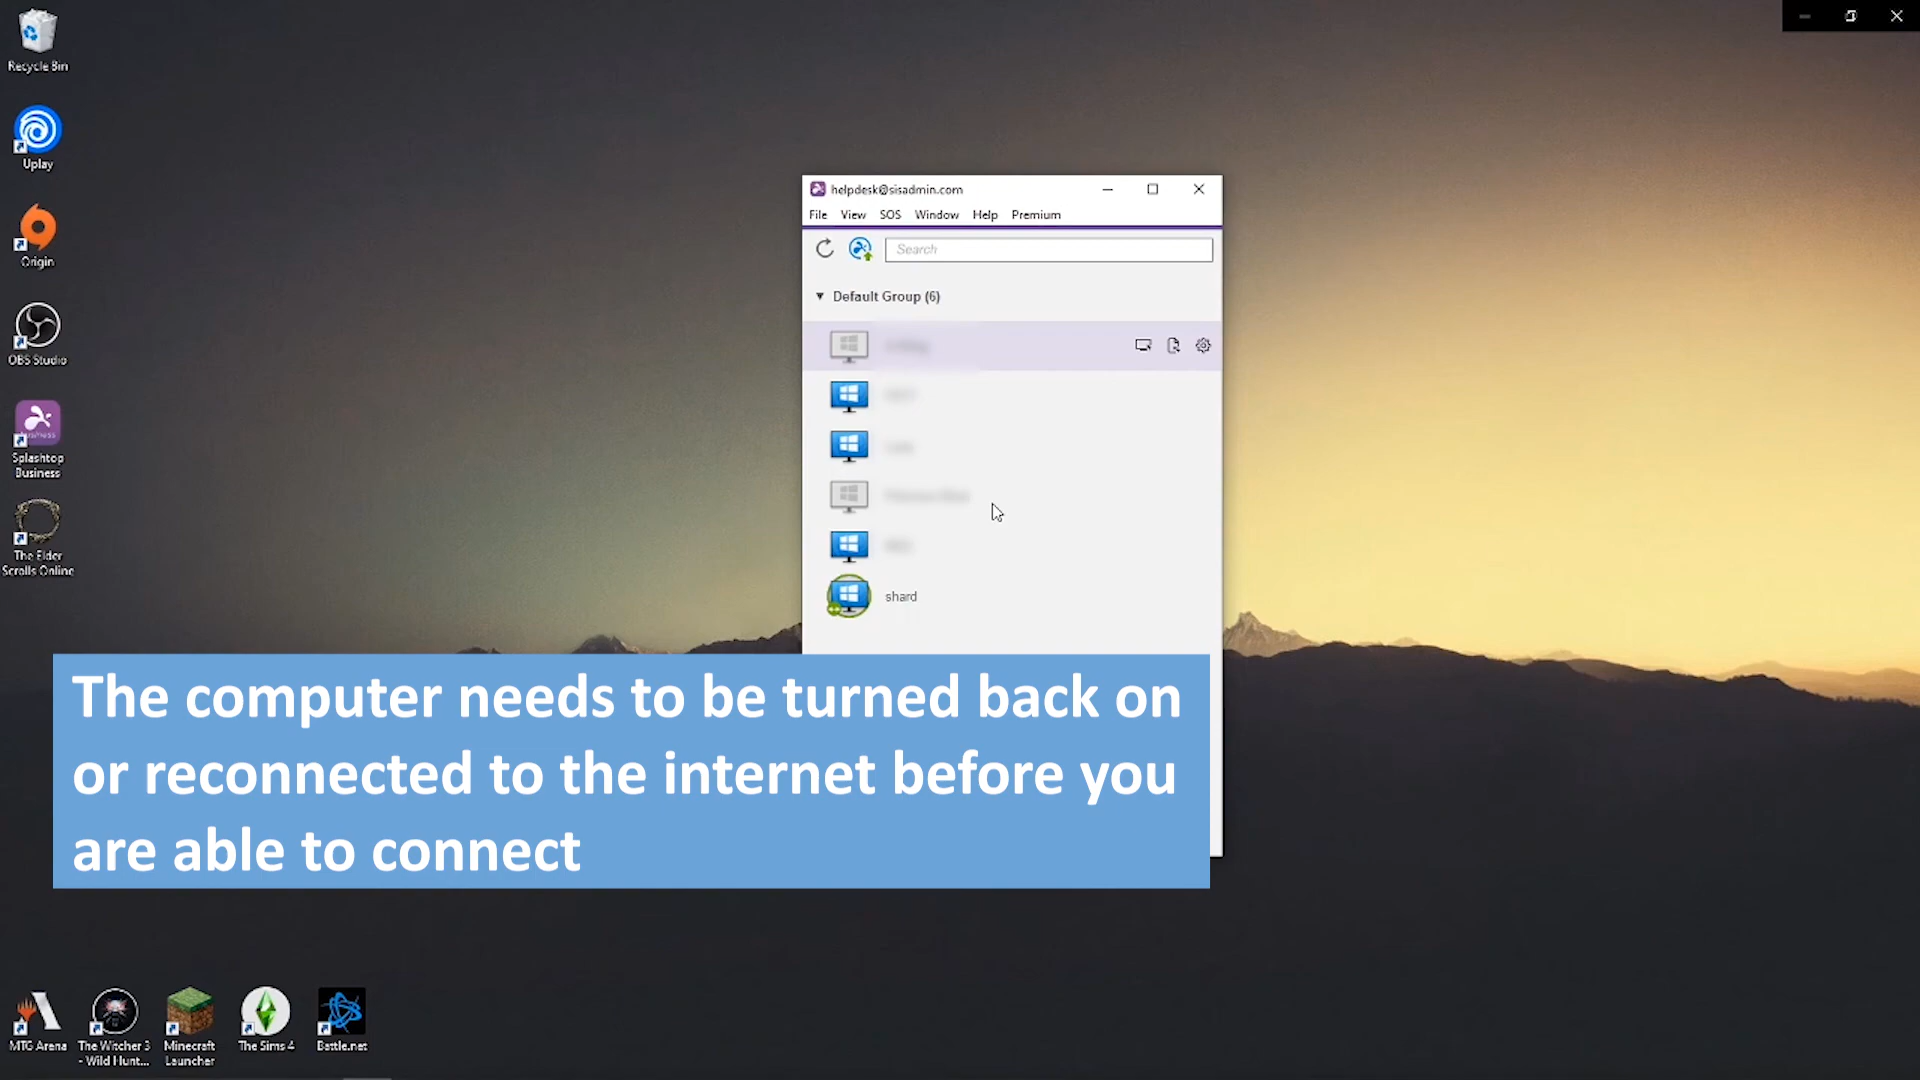 Recycle Bin
Uplay
Origin
OBS Studio
business
Splashtop
Business
The Elder
Scrolls Online
helpdesk@sisadmin.com
File View SOS Window Help Premium
Search
Default Group (6)
shard
The computer needs to be turned back on
or reconnected to the internet before you
are able to connect
MTG Arena
The Witcher 3
- Wild Hunt...
Minecraft
Launcher
The Sims 4
Battle.net